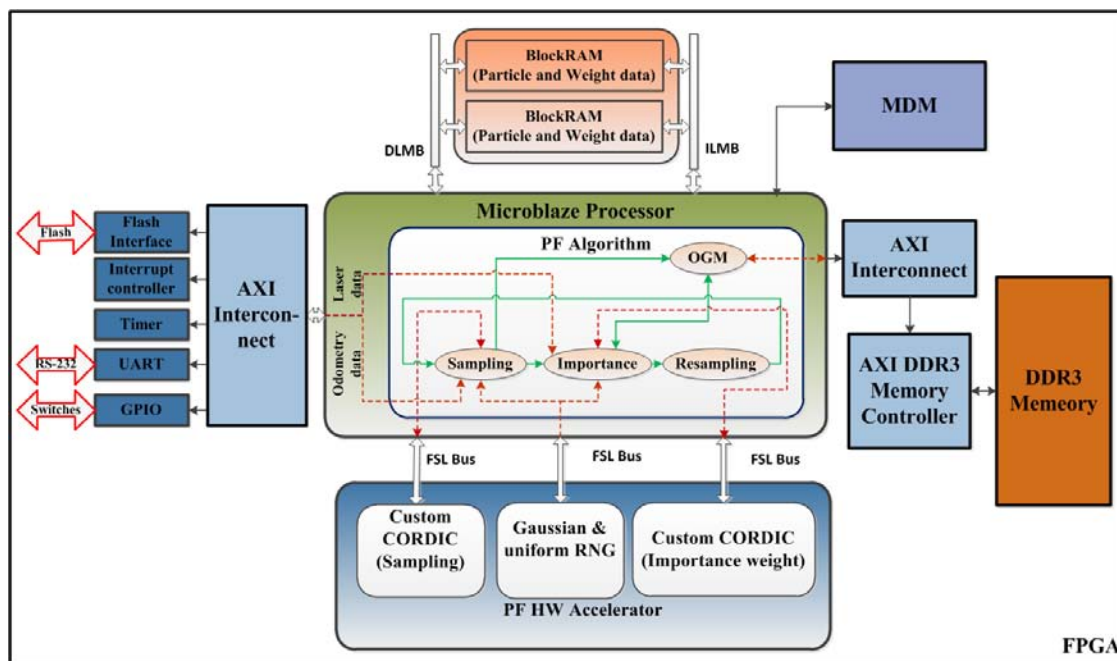 BlockRAM
(Particle and Weight data)
BlockRAM
(Particle and Weight data)
DLMB
ILMB
MDM
Microblaze Processor
PF Algorithm
OGM
Laser
data
Odometry
data
Sampling
Importance
Resampling
Flash
Flash
Interface
Interrupt
controller
Timer
RS-232
UART
Switches
GPIO
AXI
Intercon-
nect
AXI
Interconnect
AXI DDR3
Memory
Controller
DDR3
Memeory
FSL Bus
FSL Bus
FSL Bus
Custom
CORDIC
(Sampling)
Gaussian &
uniform RNG
Custom CORDIC
(Importance weight)
PF HW Accelerator
FPGA